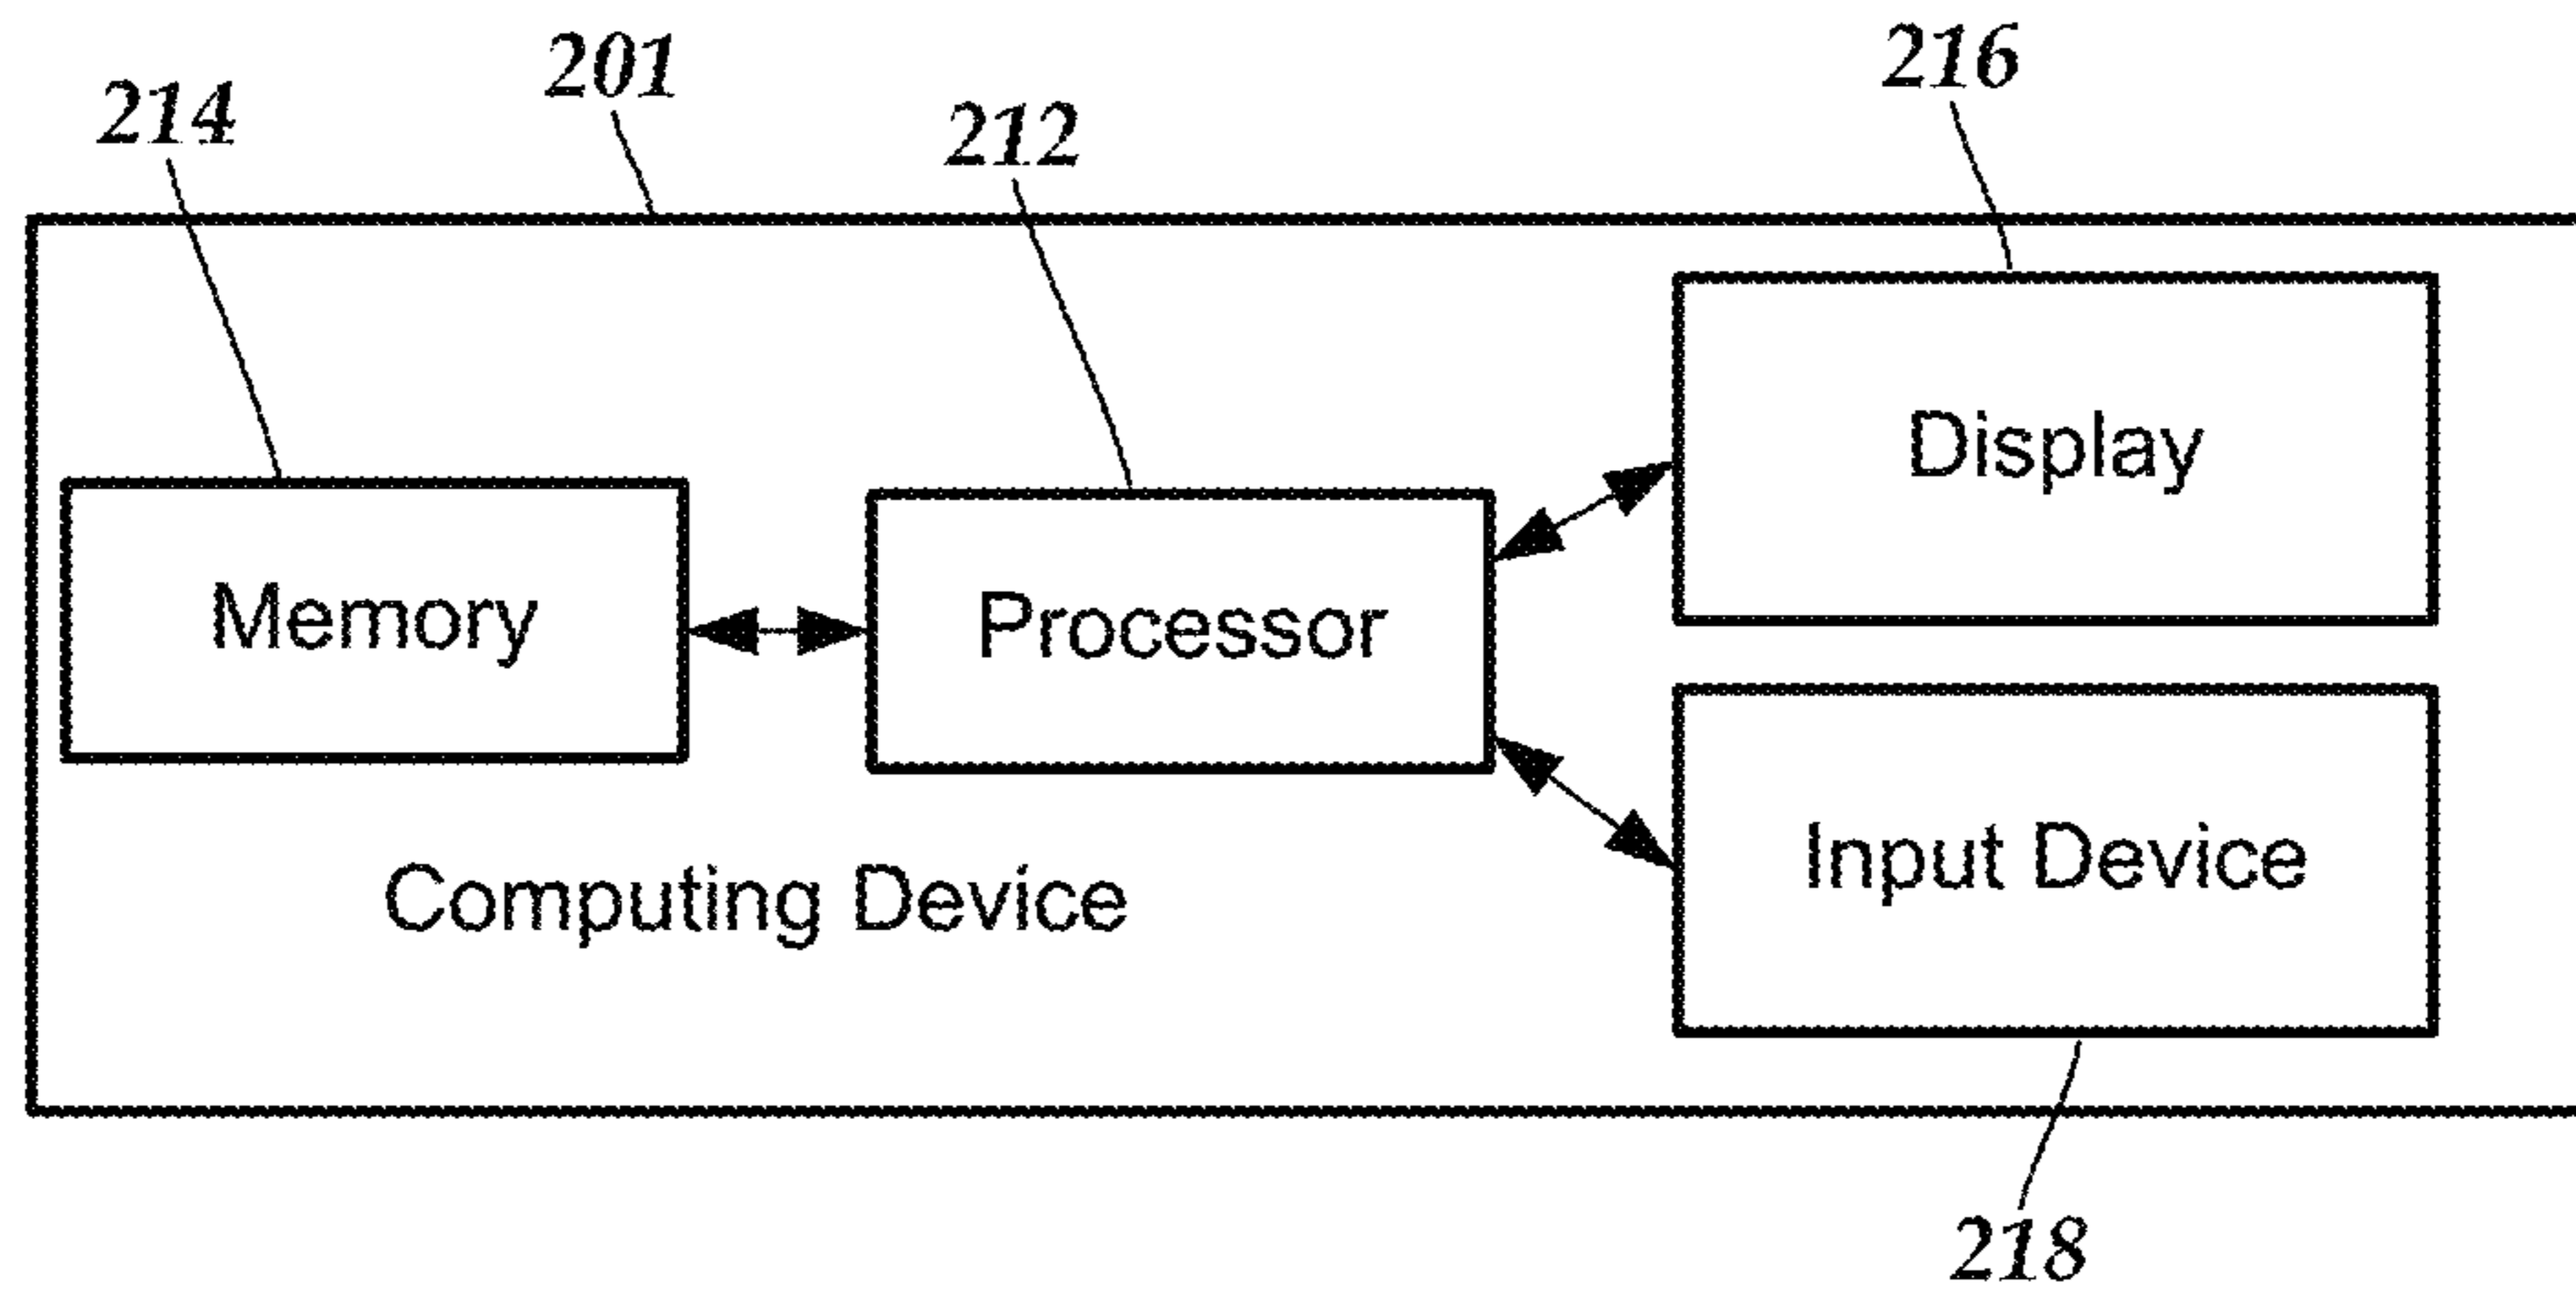 201
216
214
212
Display
Memory
Processor
Input Device
Computing Device
218